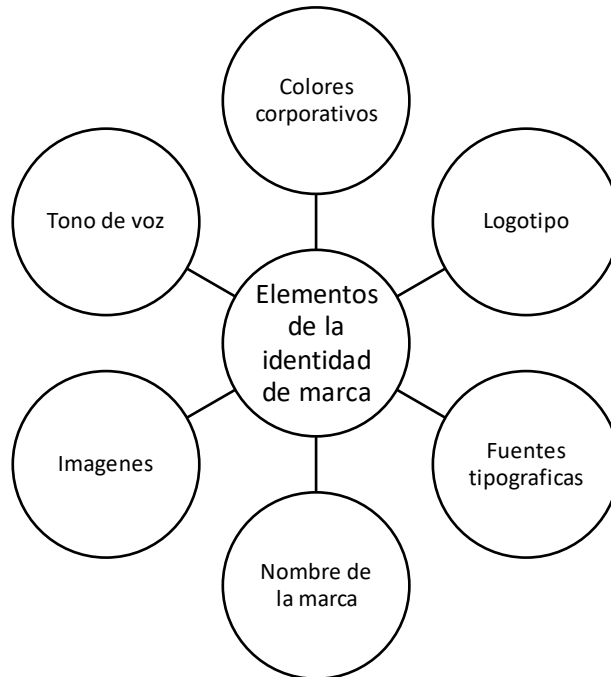 Colores
corporativos
Tono de voz
Logotipo
Elementos
de la
identidad
de marca
Imagenes
Fuentes
tipograficas
Nombre de
la marca